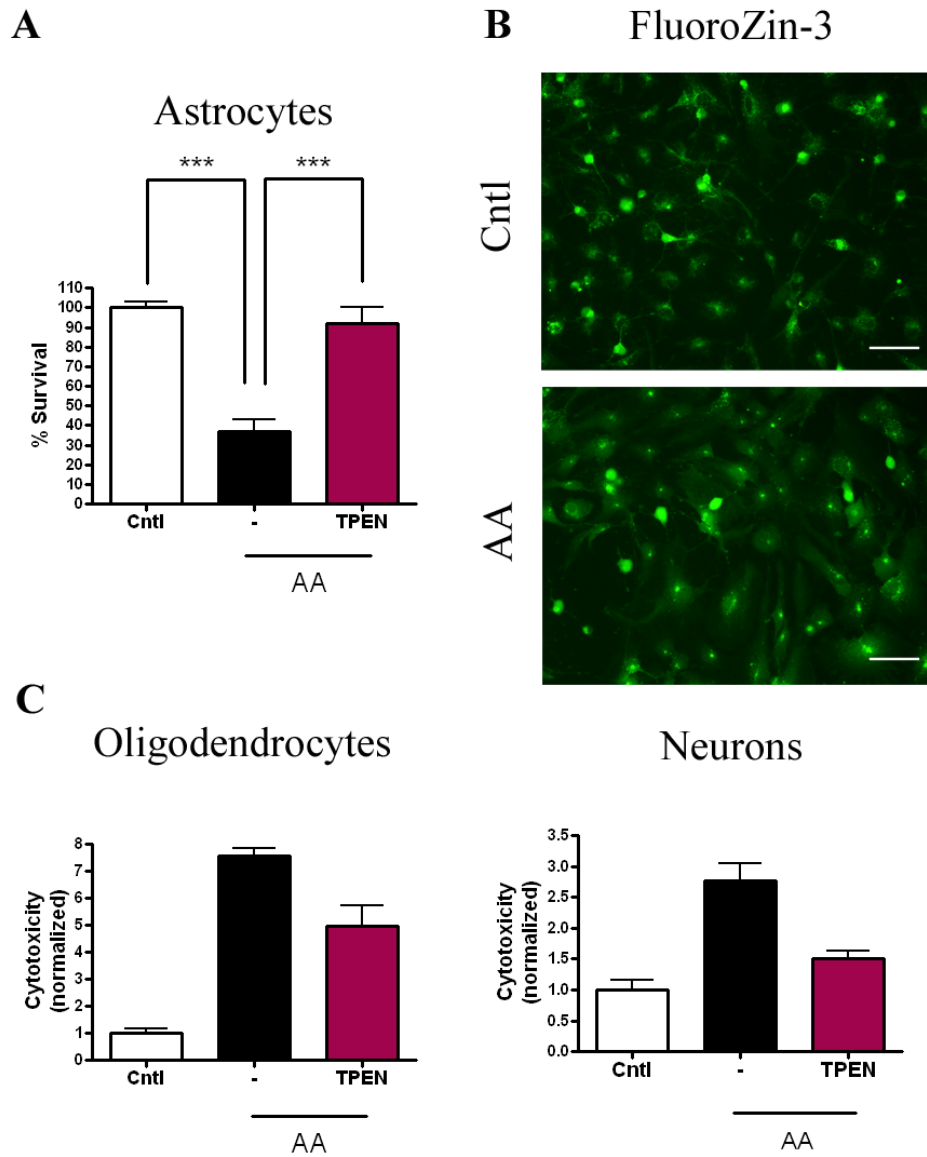 A
Astrocytes
*** ***
% Survival
110
100
90
80
70
60
50
40
30
20
10
0
Cntl - TPEN
AA
B
FluoroZin-3
Cntl
AA
C
Oligodendrocytes
Cytotoxicity
(normalized)
8
7
6
5
4
3
2
1
0
Cntl - TPEN
AA
Neurons
Cytotoxicity
(normalized)
3.5
3.0
2.5
2.0
1.5
1.0
0.5
0.0
Cntl - TPEN
AA